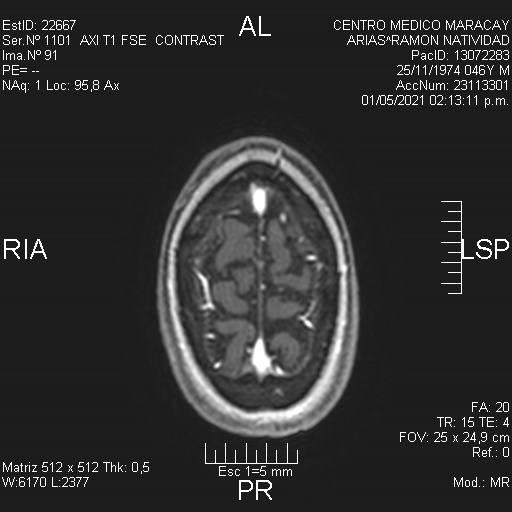 EstID: 22667
Ser.Nº 1101 AXI T1 FSE CONTRAST
Ima.Nº 91
PE= --
NAq: 1 Loc: 95,8 Ax
AL
CENTRO MEDICO MARACAY
ARIAS^RAMON NATIVIDAD
PacID: 13072283
25/11/1974 046Y M
AccNum: 23113301
01/05/2021 02:13:11 p.m.
RIA
LSP
FA: 20
TR: 15 TE: 4
FOV: 25 x 24,9 cm
Ref.: 0
Mod.: MR
Matriz 512 x 512 Thk: 0,5
W:6170 L:2377
Esc 1=5 mm
PR